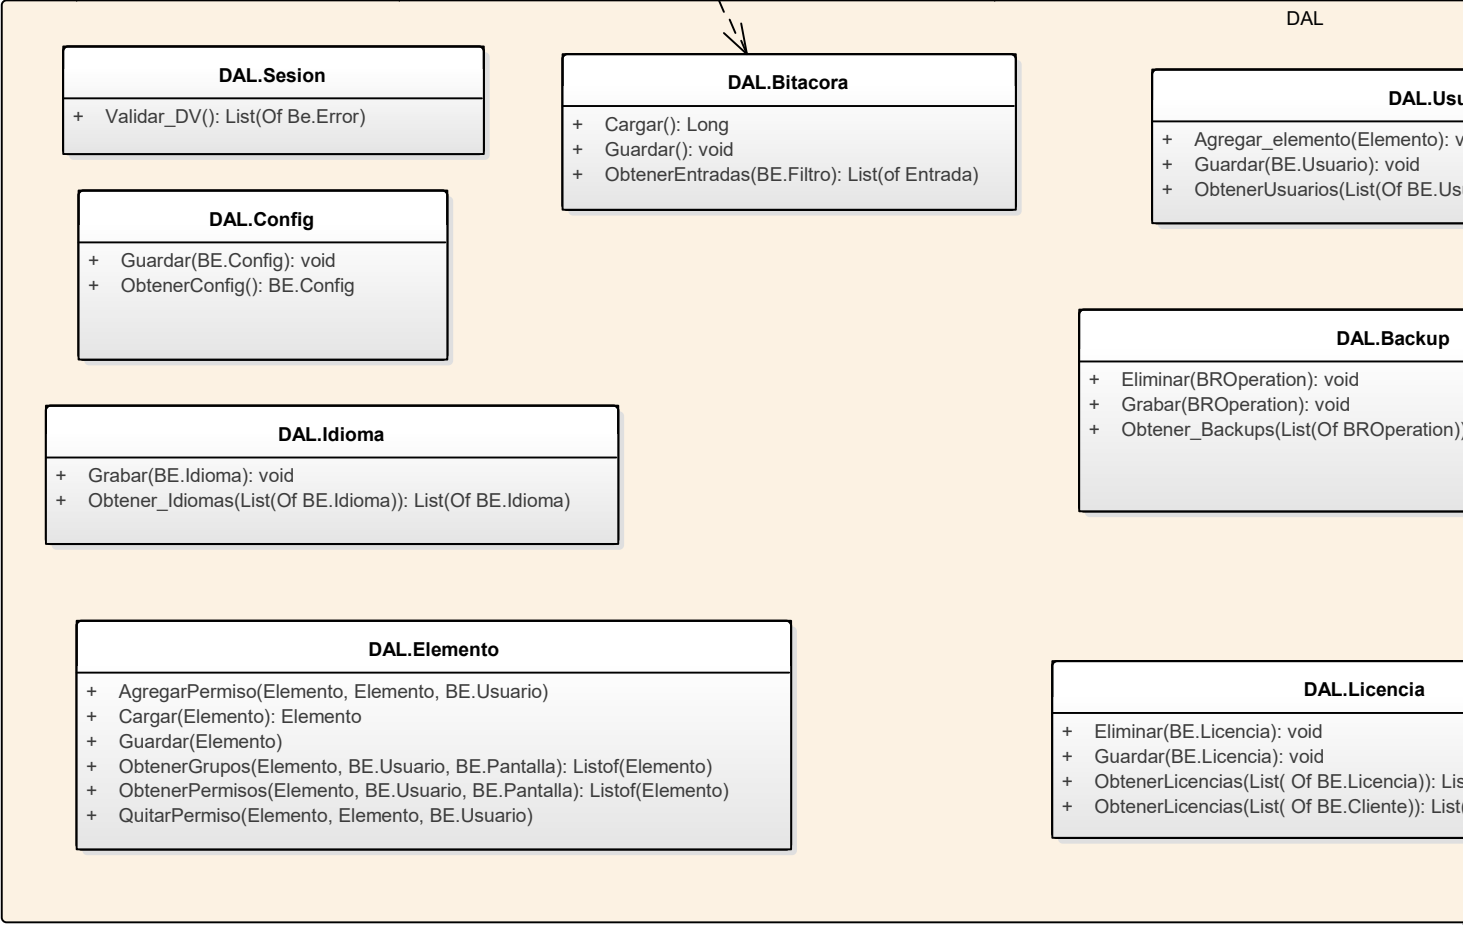 DAL
DAL.Sesion
+ Validar_DV(): List(Of Be.Error)
DAL.Bitacora
+ Cargar(): Long
+ Guardar(): void
+ ObtenerEntradas(BE.Filtro): List(of Entrada)
DAL.Usu
+ Agregar_elemento(Elemento): v
+ Guardar(BE.Usuario): void
+ ObtenerUsuarios(List(Of BE.Usu
DAL.Config
+ Guardar(BE.Config): void
+ ObtenerConfig(): BE.Config
DAL.Backup
+ Eliminar(BROperation): void
+ Grabar(BROperation): void
+ Obtener_Backups(List(Of BROperation))
DAL.Idioma
+ Grabar(BE.Idioma): void
+ Obtener_Idiomas(List(Of BE.Idioma)): List(Of BE.Idioma)
DAL.Elemento
+ AgregarPermiso(Elemento, Elemento, BE.Usuario)
+ Cargar(Elemento): Elemento
+ Guardar(Elemento)
+ ObtenerGrupos(Elemento, BE.Usuario, BE.Pantalla): Listof(Elemento)
+ ObtenerPermisos(Elemento, BE.Usuario, BE.Pantalla): Listof(Elemento)
+ QuitarPermiso(Elemento, Elemento, BE.Usuario)
DAL.Licencia
+ Eliminar(BE.Licencia): void
+ Guardar(BE.Licencia): void
+ ObtenerLicencias(List( Of BE.Licencia)): Lis
+ ObtenerLicencias(List( Of BE.Cliente)): List(